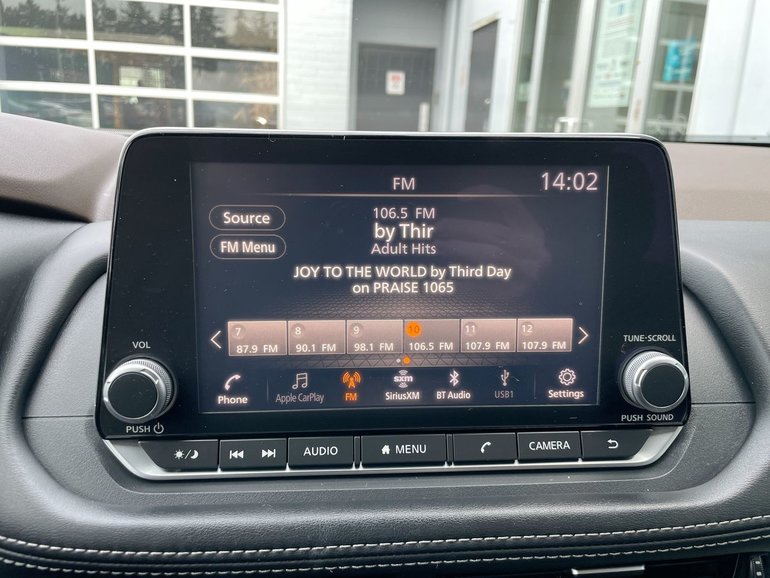 FM
14:02
Source
106.5 FM
by Thir
FM Menu
Adult Hits
JOY TO THE WORLD by Third Day
on PRAISE 1065
7 8 9 10 11 12
87.9 FM 90.1 FM 98.1 FM 106.5 FM 107.9 FM 107.9 FM
VOL
TUNE·SCROLL
sxm
Phone Apple CarPlay FM SiriusXM BT Audio USB1 Settings
PUSH
PUSH SOUND
AUDIO MENU CAMERA